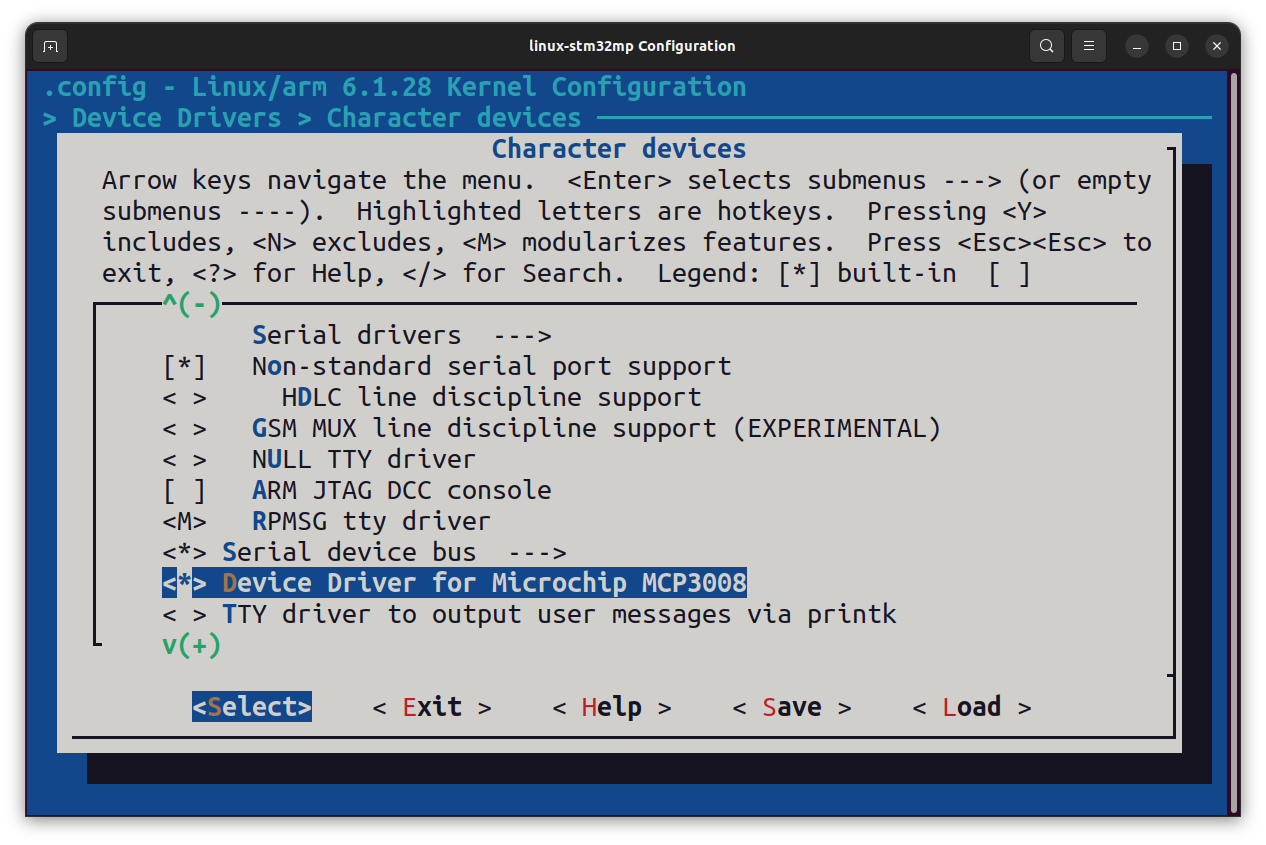 linux-stm32mp Configuration
.config - Linux/arm 6.1.28 Kernel Configuration
> Device Drivers > Character devices
Character devices
Arrow keys navigate the menu.  <Enter> selects submenus ---> (or empty
submenus ----).  Highlighted letters are hotkeys.  Pressing <Y>
includes, <N> excludes, <M> modularizes features.  Press <Esc><Esc> to
exit, <?> for Help, </> for Search.  Legend: [*] built-in  [ ]
^(-)
Serial drivers  --->
[*]   Non-standard serial port support
< >     HDLC line discipline support
< >   GSM MUX line discipline support (EXPERIMENTAL)
< >   NULL TTY driver
[ ]   ARM JTAG DCC console
<M>   RPMSG tty driver
<*> Serial device bus  --->
<*> Device Driver for Microchip MCP3008
< > TTY driver to output user messages via printk
v(+)
<Select>    < Exit >    < Help >    < Save >    < Load >